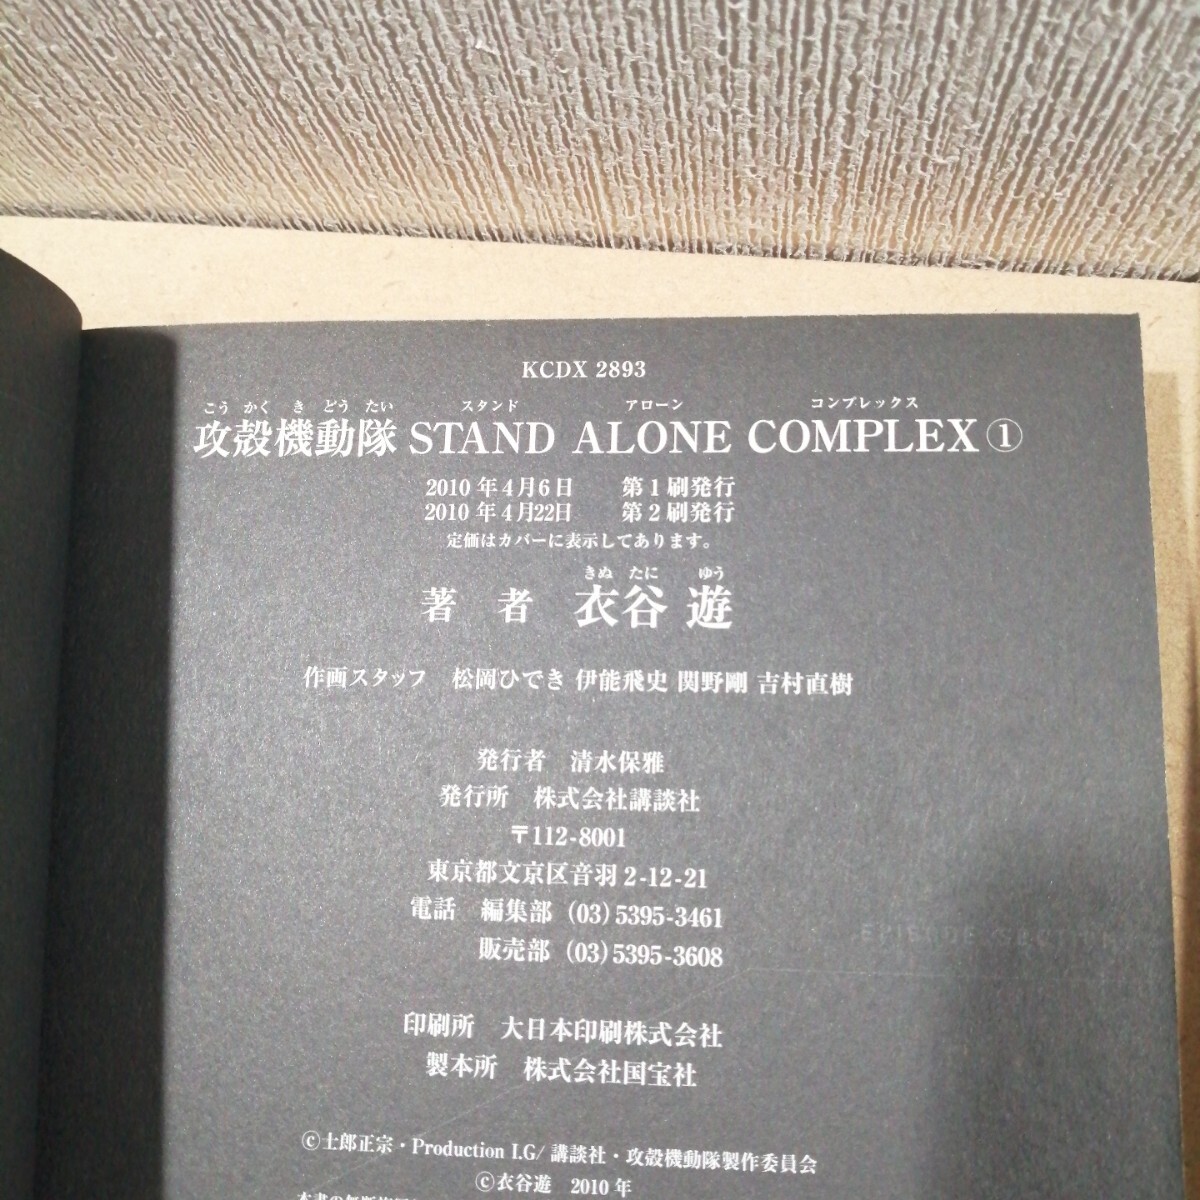 KCDX 2893
こう かく き どう たい スタンド アローン コンプレックス
攻殻機動隊 STAND ALONE COMPLEX ①
2010年4月6日 第1刷発行
2010年4月22日 第2刷発行
定価はカバーに表示してあります。
きぬ たに ゆう
著 者 衣谷 遊
作画スタッフ 松岡ひでき 伊能飛史 関野剛 吉村直樹
発行者 清水保雅
発行所 株式会社講談社
〒112-8001
東京都文京区音羽2-12-21
電話 編集部 (03)5395-3461
販売部 (03)5395-3608
印刷所 大日本印刷株式会社
製本所 株式会社国宝社
©士郎正宗・Production I.G/講談社・攻殻機動隊製作委員会
©衣谷遊 2010年